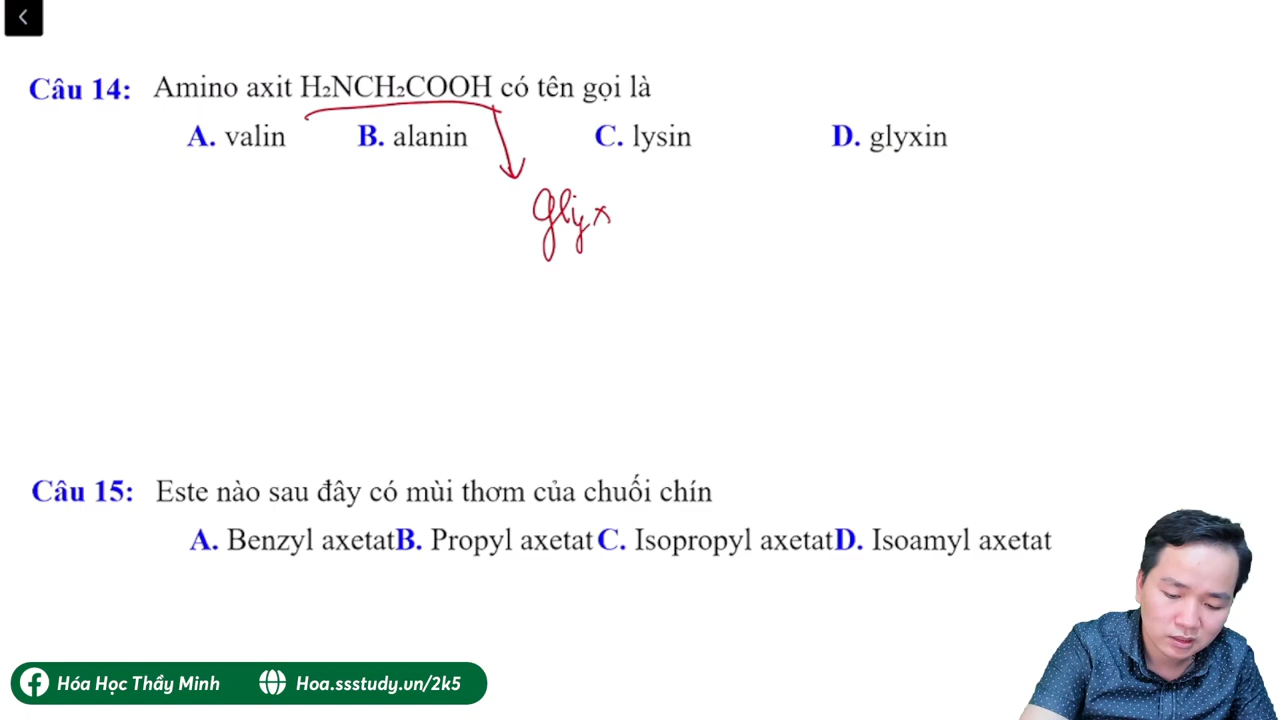 Câu 14: Amino axit H₂NCH₂COOH có tên gọi là
A. valin B. alanin C. lysin D. glyxin
glyx
Câu 15: Este nào sau đây có mùi thơm của chuối chín
A. Benzyl axetat B. Propyl axetat C. Isopropyl axetat D. Isoamyl axetat
Hóa Học Thầy Minh Hoa.ssstudy.vn/2k5